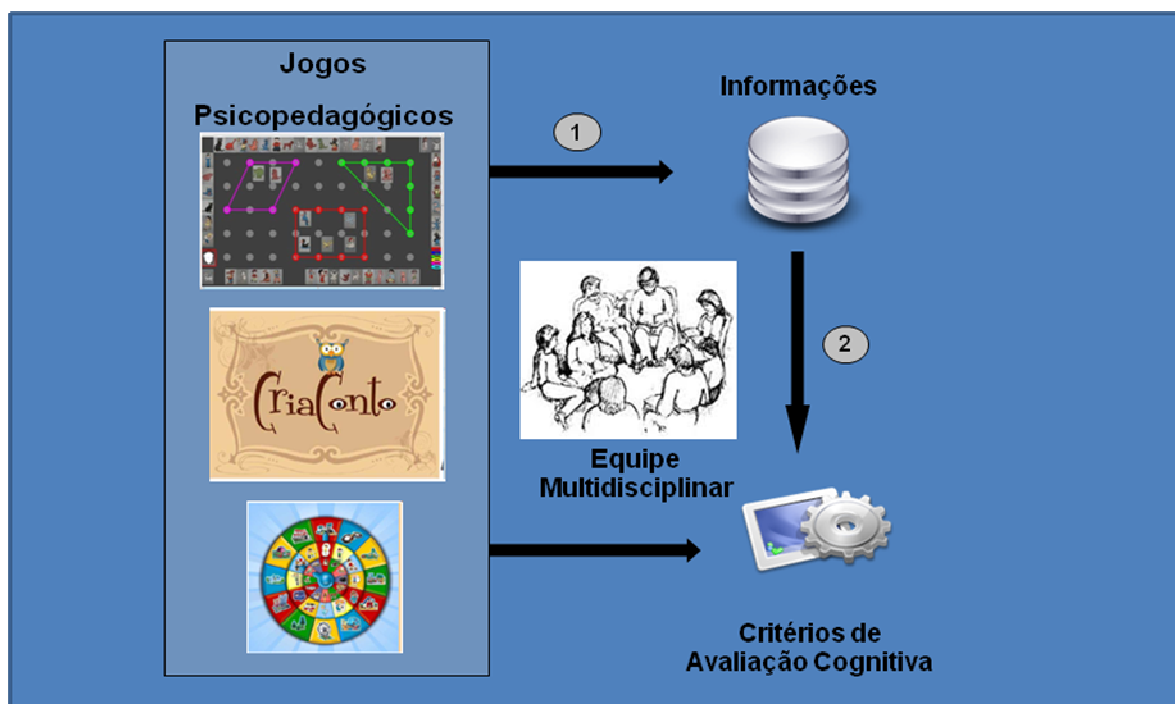 Jogos
Psicopedagógicos
Informações
1
CriaConto
2
Equipe
Multidisciplinar
Critérios de
Avaliação Cognitiva